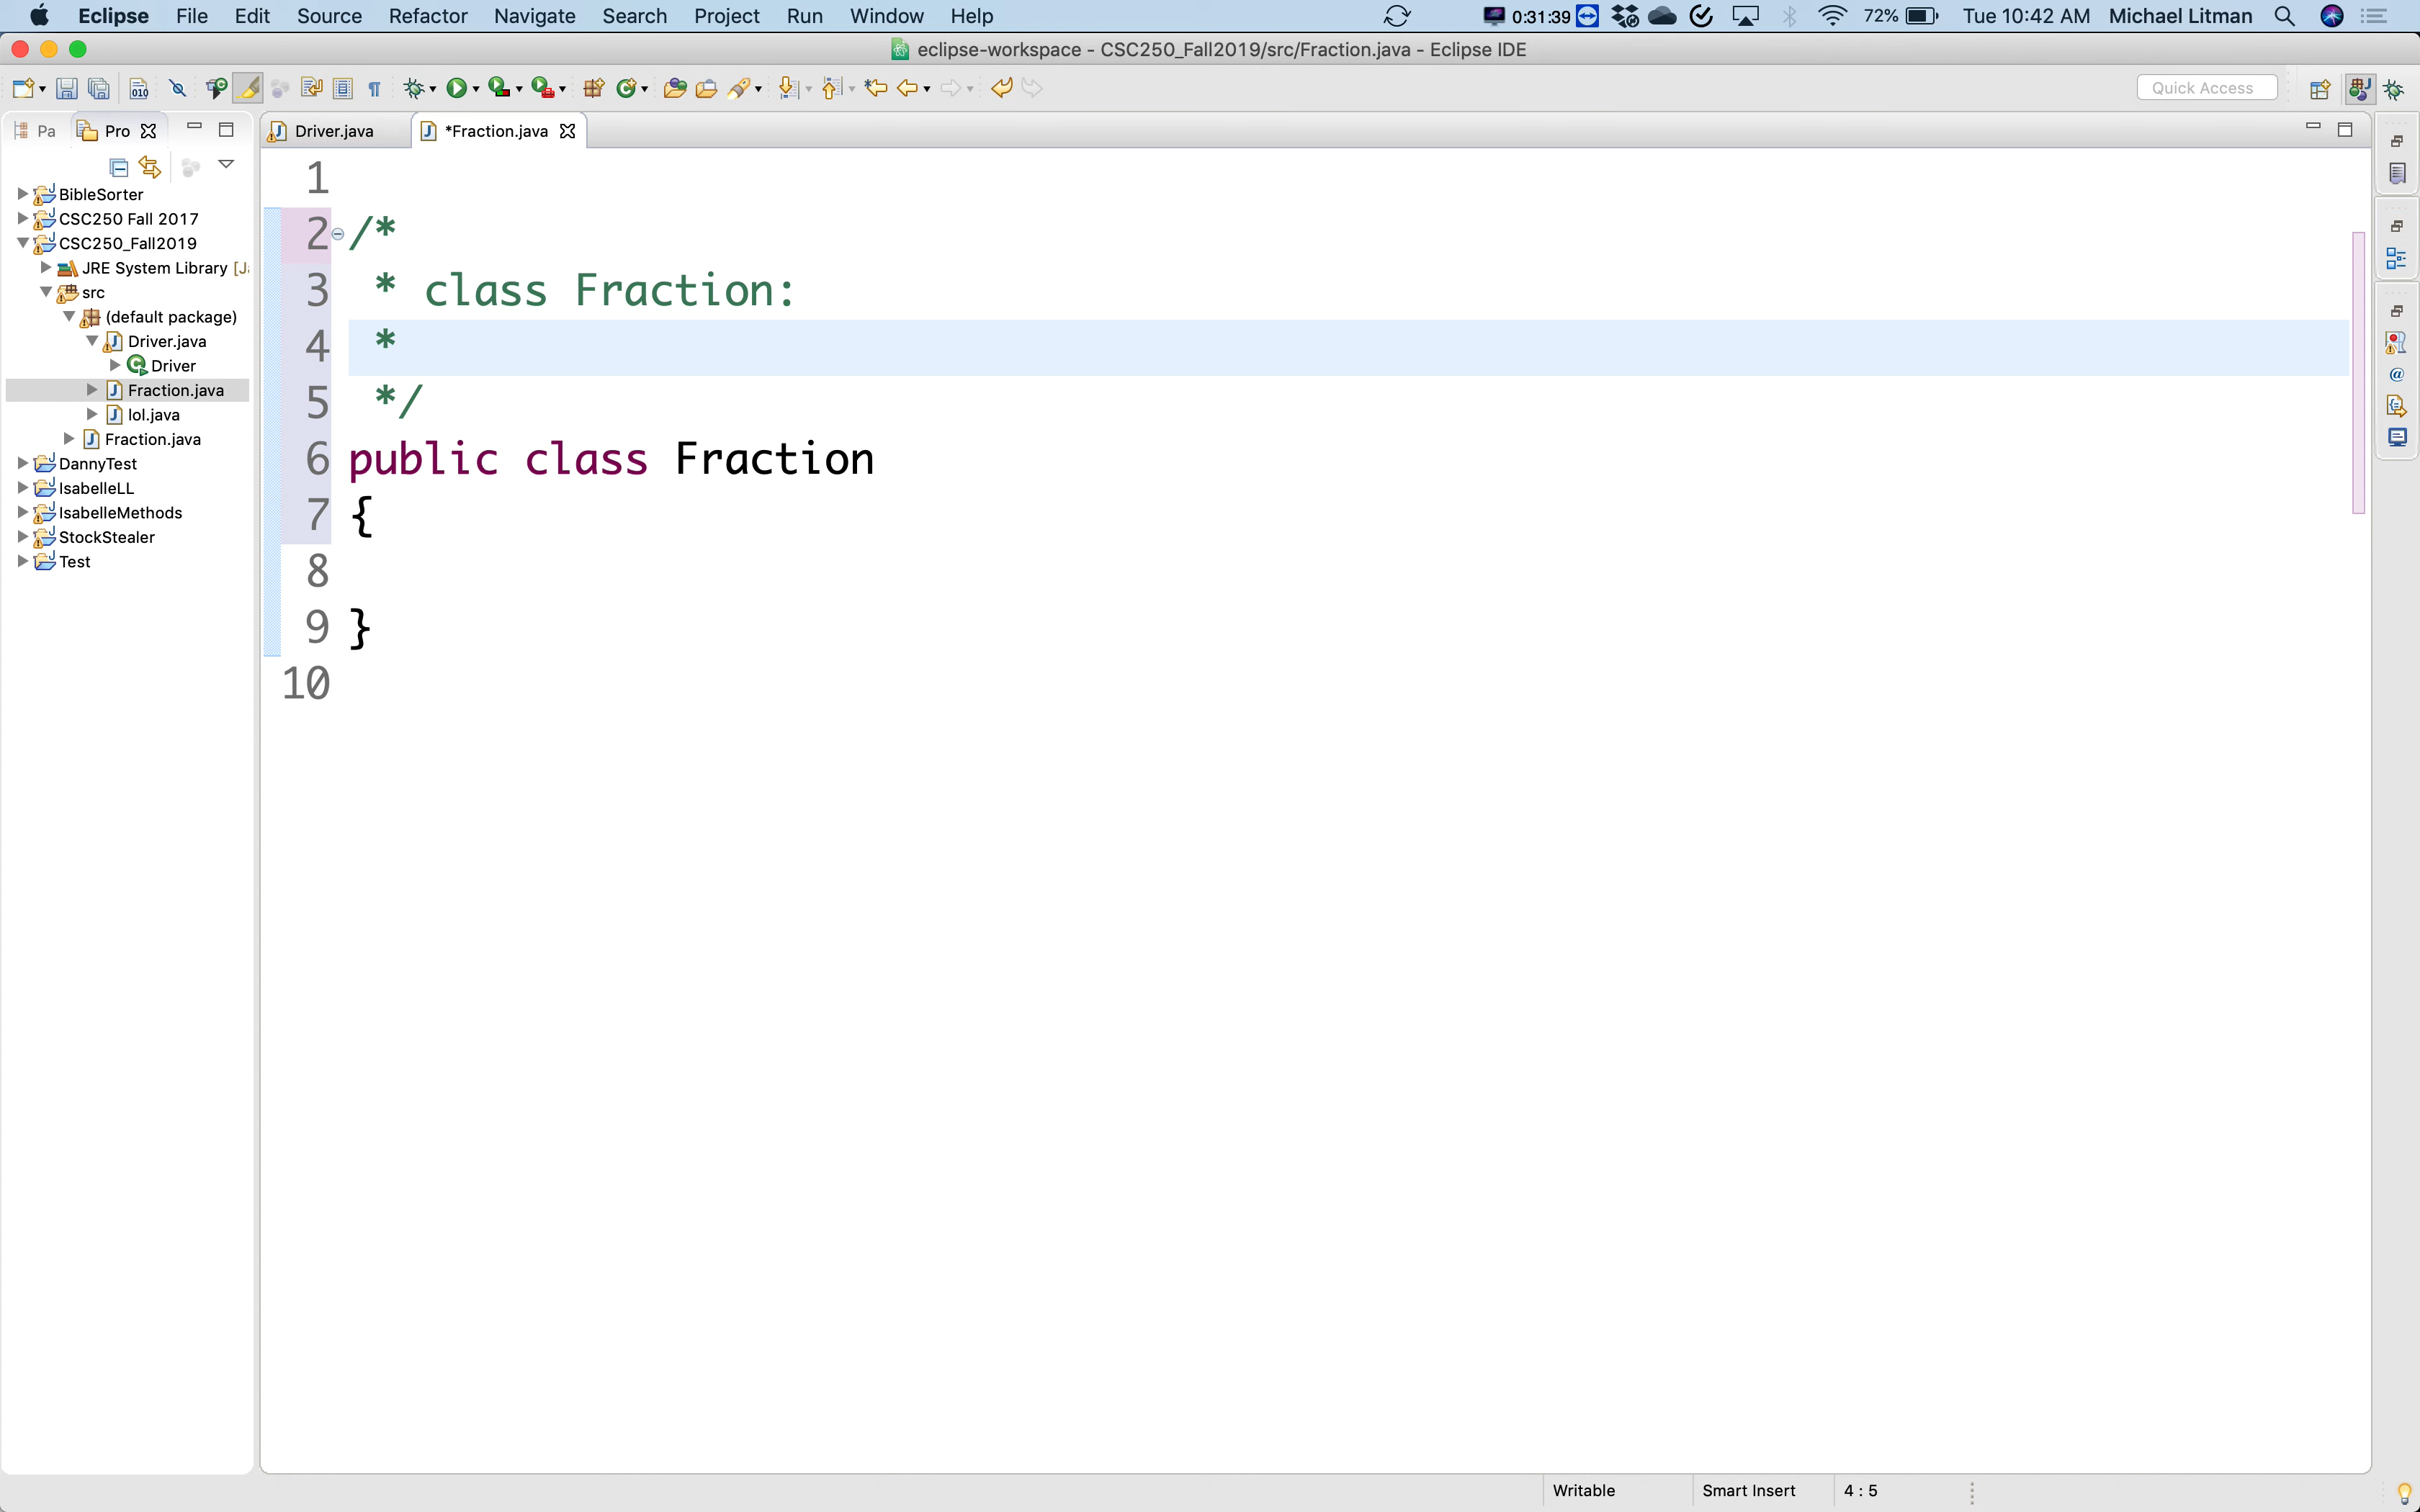 Eclipse File Edit Source Refactor Navigate Search Project Run Window Help 0:31:39 72% Tue 10:42 AM Michael Litman
eclipse-workspace - CSC250_Fall2019/src/Fraction.java - Eclipse IDE
Quick Access
Pa Pro
Driver.java *Fraction.java
BibleSorter
CSC250 Fall 2017
CSC250_Fall2019
JRE System Library [Ja
src
(default package)
Driver.java
Driver
Fraction.java
lol.java
Fraction.java
DannyTest
IsabelleLL
IsabelleMethods
StockStealer
Test
1
2 /*
3 * class Fraction:
4 *
5 */
6 public class Fraction
7 {
8
9 }
10
Writable Smart Insert 4 : 5